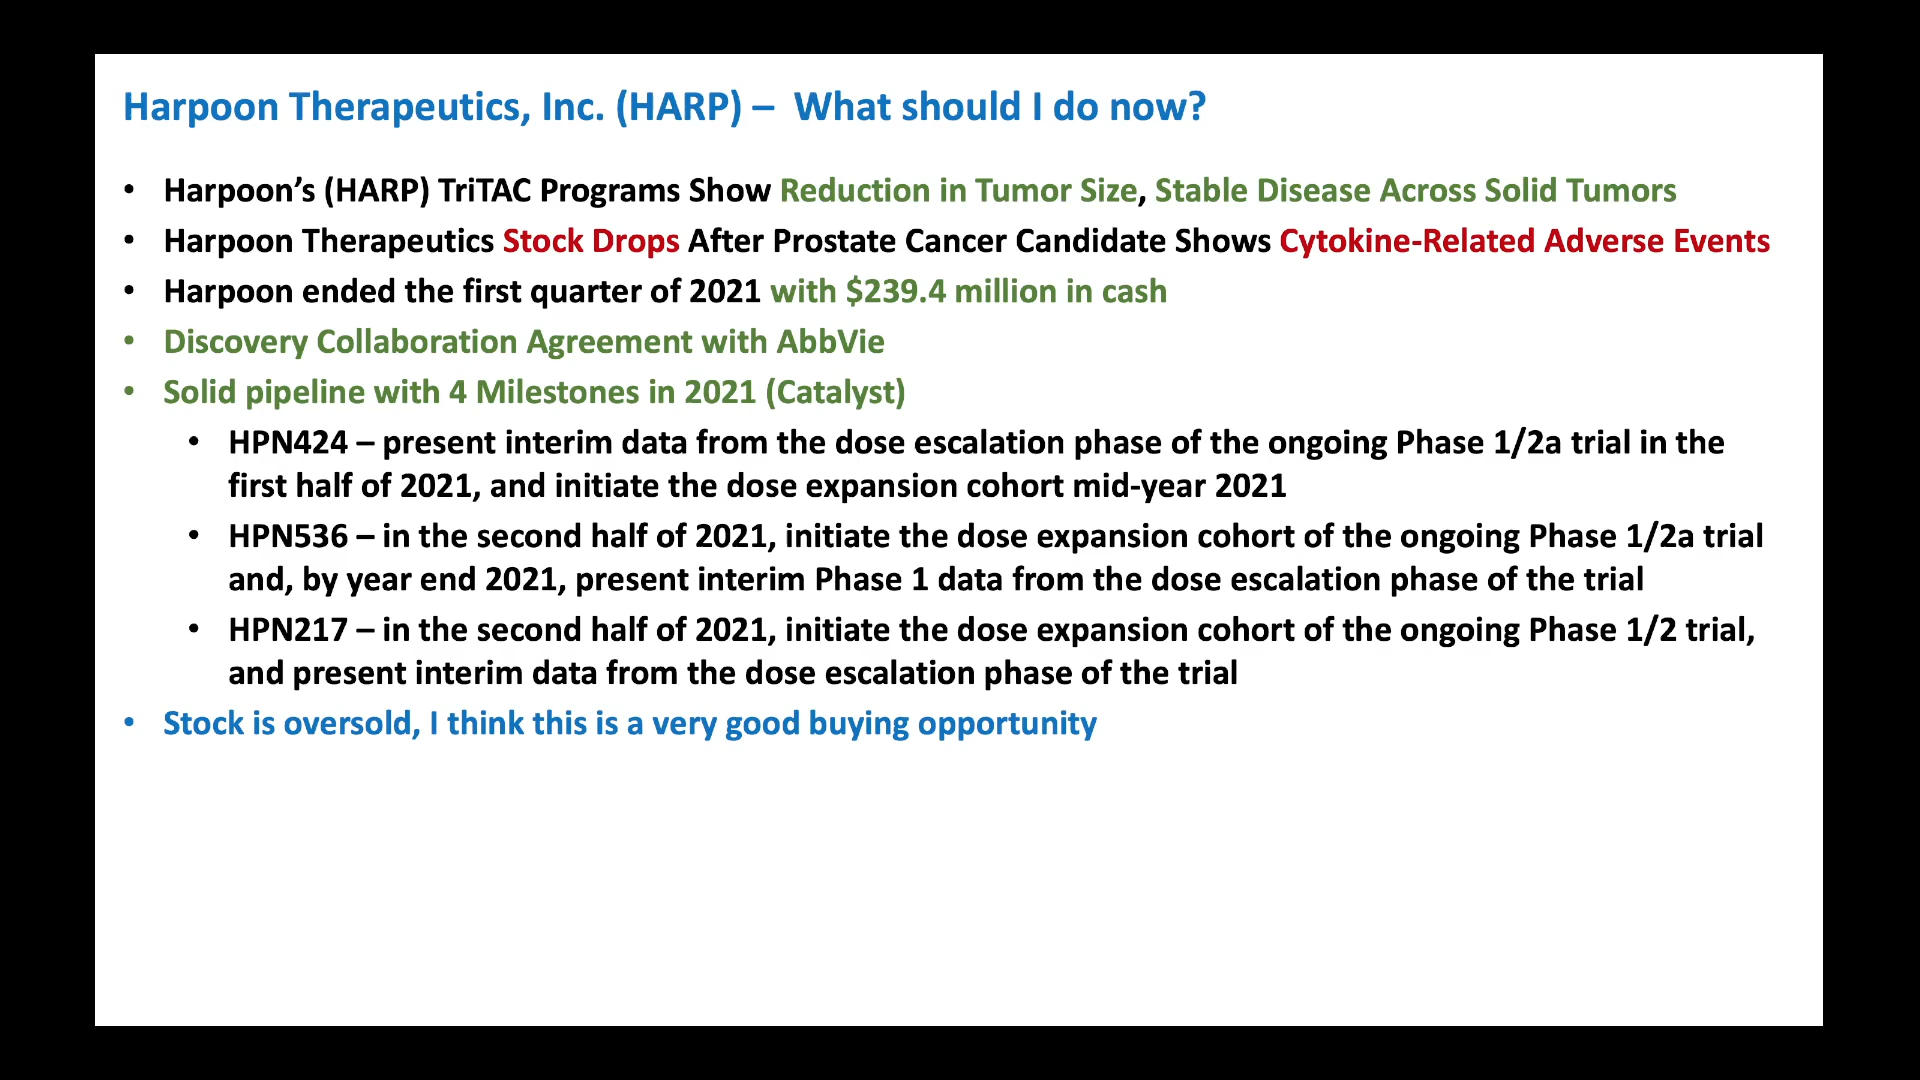 Harpoon Therapeutics, Inc. (HARP) – What should I do now?
• Harpoon’s (HARP) TriTAC Programs Show Reduction in Tumor Size, Stable Disease Across Solid Tumors
• Harpoon Therapeutics Stock Drops After Prostate Cancer Candidate Shows Cytokine-Related Adverse Events
• Harpoon ended the first quarter of 2021 with $239.4 million in cash
• Discovery Collaboration Agreement with AbbVie
• Solid pipeline with 4 Milestones in 2021 (Catalyst)
• HPN424 – present interim data from the dose escalation phase of the ongoing Phase 1/2a trial in the
first half of 2021, and initiate the dose expansion cohort mid-year 2021
• HPN536 – in the second half of 2021, initiate the dose expansion cohort of the ongoing Phase 1/2a trial
and, by year end 2021, present interim Phase 1 data from the dose escalation phase of the trial
• HPN217 – in the second half of 2021, initiate the dose expansion cohort of the ongoing Phase 1/2 trial,
and present interim data from the dose escalation phase of the trial
• Stock is oversold, I think this is a very good buying opportunity